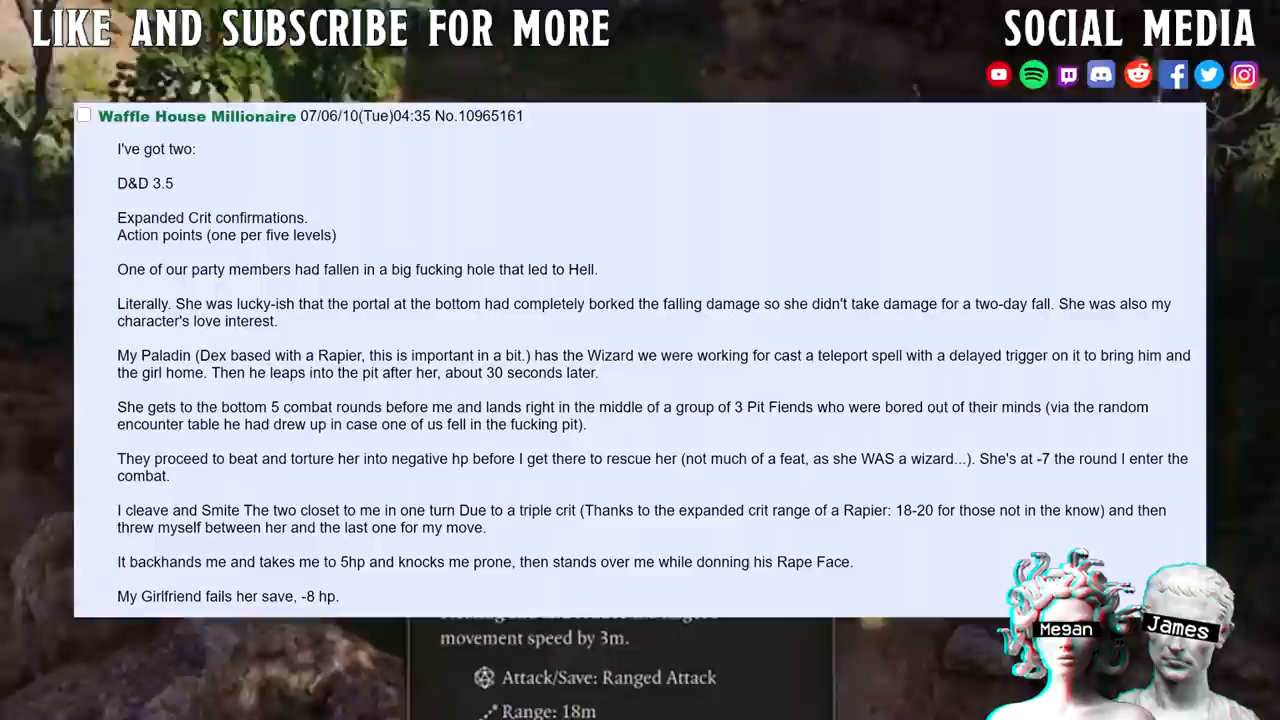 LIKE AND SUBSCRIBE FOR MORE
SOCIAL MEDIA
Waffle House Millionaire 07/06/10(Tue)04:35 No.10965161
I've got two:
D&D 3.5
Expanded Crit confirmations.
Action points (one per five levels)
One of our party members had fallen in a big fucking hole that led to Hell.
Literally. She was lucky-ish that the portal at the bottom had completely borked the falling damage so she didn't take damage for a two-day fall. She was also my
character's love interest.
My Paladin (Dex based with a Rapier, this is important in a bit.) has the Wizard we were working for cast a teleport spell with a delayed trigger on it to bring him and
the girl home. Then he leaps into the pit after her, about 30 seconds later.
She gets to the bottom 5 combat rounds before me and lands right in the middle of a group of 3 Pit Fiends who were bored out of their minds (via the random
encounter table he had drew up in case one of us fell in the fucking pit).
They proceed to beat and torture her into negative hp before I get there to rescue her (not much of a feat, as she WAS a wizard...). She's at -7 the round I enter the
combat.
I cleave and Smite The two closet to me in one turn Due to a triple crit (Thanks to the expanded crit range of a Rapier: 18-20 for those not in the know) and then
threw myself between her and the last one for my move.
It backhands me and takes me to 5hp and knocks me prone, then stands over me while donning his Rape Face.
My Girlfriend fails her save, -8 hp.
movement speed by 3m.
Attack/Save: Ranged Attack
Range: 18m
Megan
James